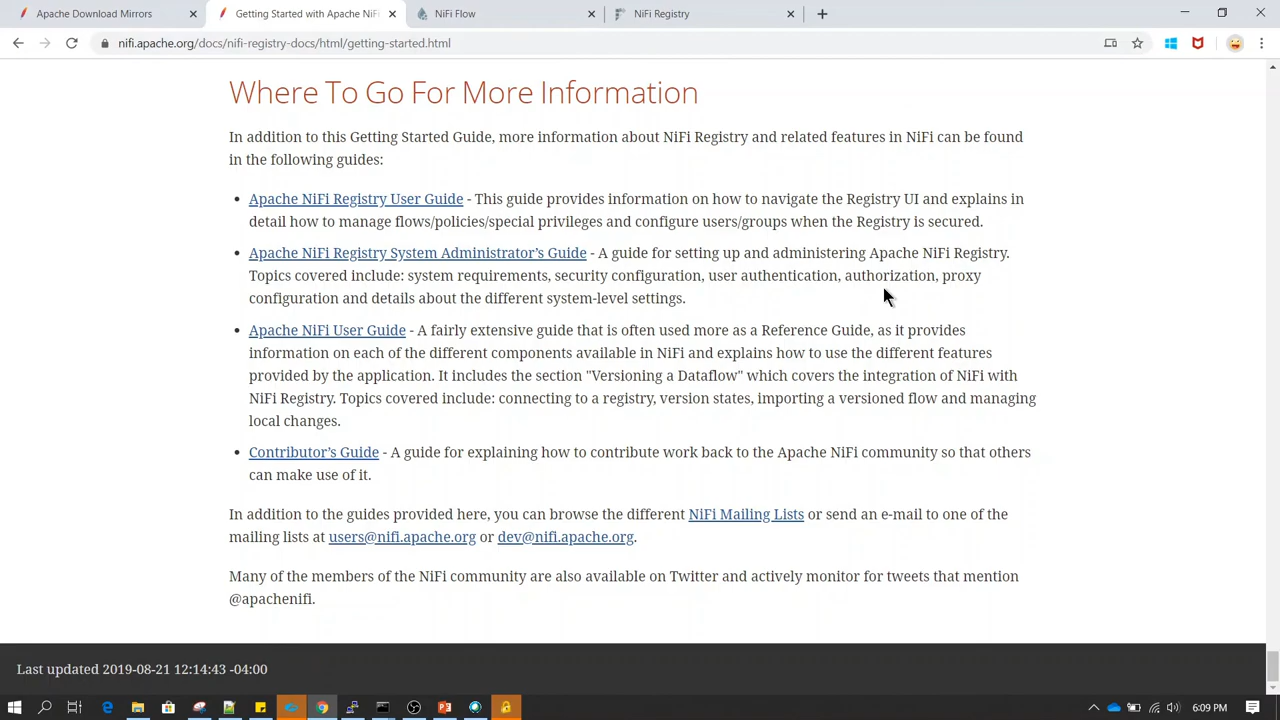 Apache Download Mirrors
Getting Started with Apache NiFi
NiFi Flow
NiFi Registry
nifi.apache.org/docs/nifi-registry-docs/html/getting-started.html
Where To Go For More Information
In addition to this Getting Started Guide, more information about NiFi Registry and related features in NiFi can be found
in the following guides:
• Apache NiFi Registry User Guide - This guide provides information on how to navigate the Registry UI and explains in
detail how to manage flows/policies/special privileges and configure users/groups when the Registry is secured.
• Apache NiFi Registry System Administrator’s Guide - A guide for setting up and administering Apache NiFi Registry.
Topics covered include: system requirements, security configuration, user authentication, authorization, proxy
configuration and details about the different system-level settings.
• Apache NiFi User Guide - A fairly extensive guide that is often used more as a Reference Guide, as it provides
information on each of the different components available in NiFi and explains how to use the different features
provided by the application. It includes the section "Versioning a Dataflow" which covers the integration of NiFi with
NiFi Registry. Topics covered include: connecting to a registry, version states, importing a versioned flow and managing
local changes.
• Contributor’s Guide - A guide for explaining how to contribute work back to the Apache NiFi community so that others
can make use of it.
In addition to the guides provided here, you can browse the different NiFi Mailing Lists or send an e-mail to one of the
mailing lists at users@nifi.apache.org or dev@nifi.apache.org.
Many of the members of the NiFi community are also available on Twitter and actively monitor for tweets that mention
@apachenifi.
Last updated 2019-08-21 12:14:43 -04:00
6:09 PM